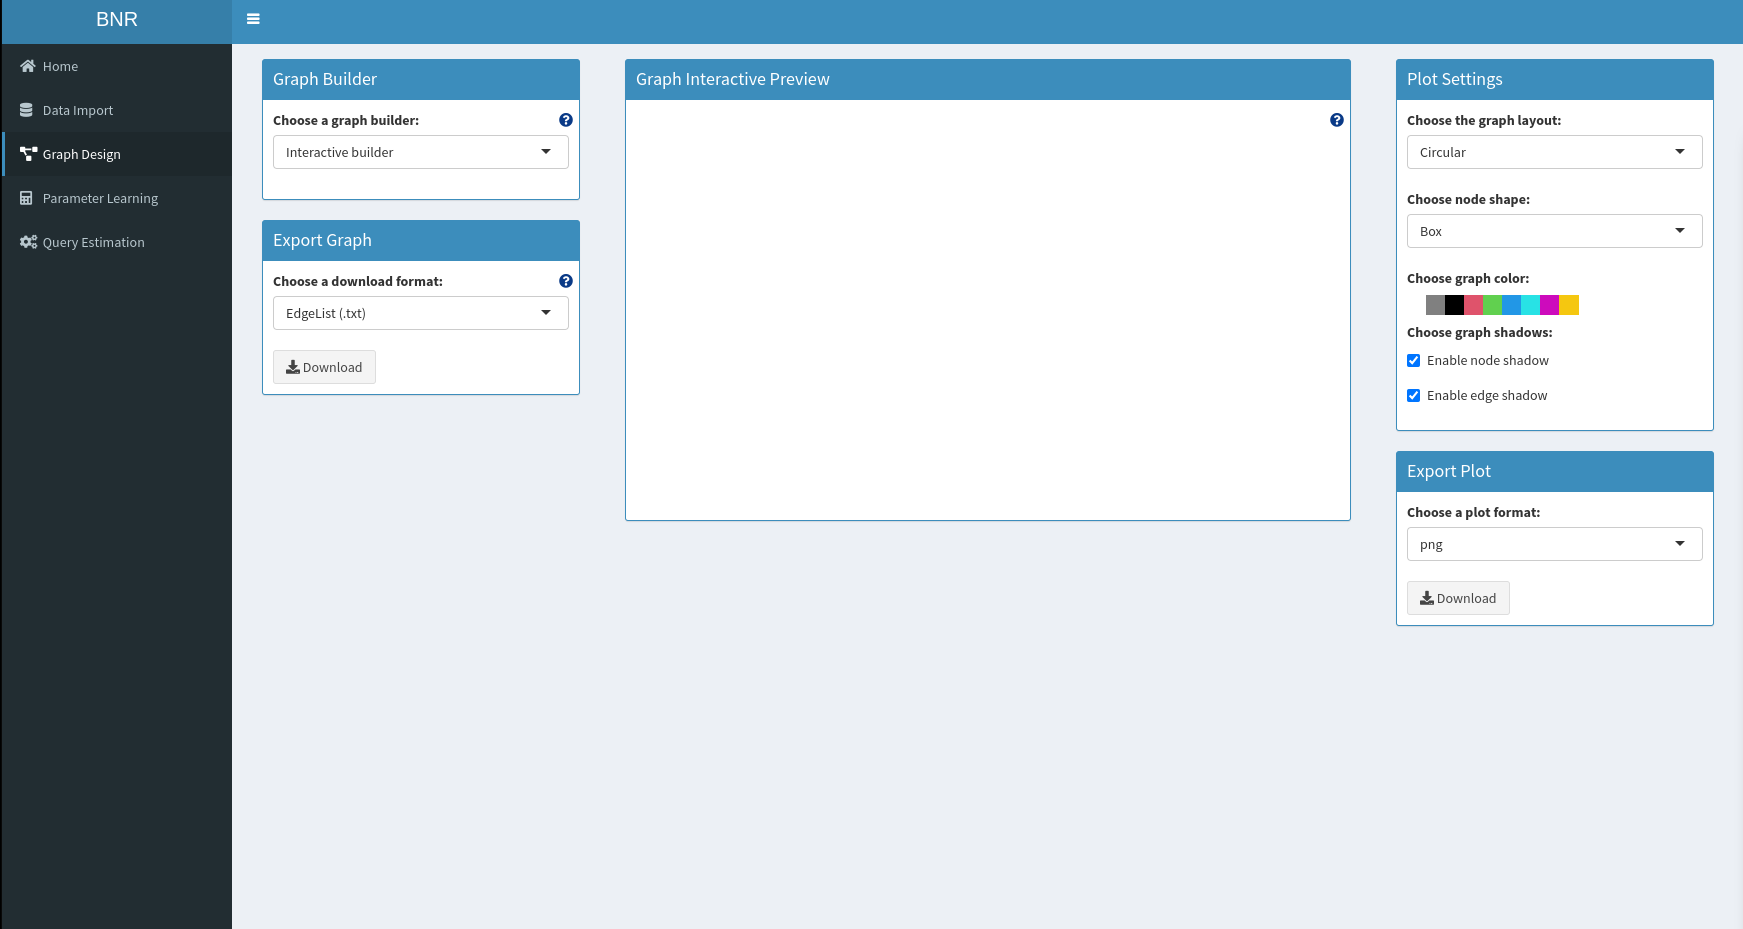 BNR
Home
Data Import
Graph Design
Parameter Learning
Query Estimation
Graph Builder
Choose a graph builder:
Interactive builder
Export Graph
Choose a download format:
EdgeList (.txt)
Download
Graph Interactive Preview
Plot Settings
Choose the graph layout:
Circular
Choose node shape:
Box
Choose graph color:
Choose graph shadows:
Enable node shadow
Enable edge shadow
Export Plot
Choose a plot format:
png
Download